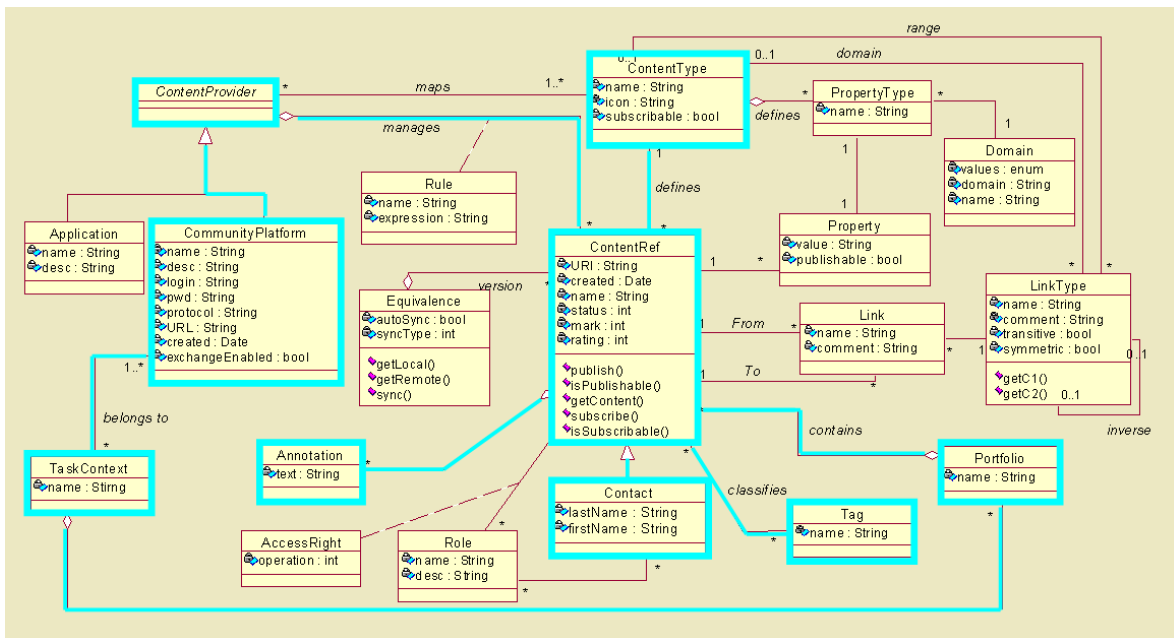 range
0..1
0..1
domain
ContentProvider
*
maps
1..*
ContentType
name : String
icon : String
subscribable : bool
*
defines
PropertyType
name : String
*
manages
1
1
1
Domain
values : enum
domain : String
name : String
Rule
name : String
expression : String
defines
1
Application
name : String
desc : String
CommunityPlatform
name : String
desc : String
login : String
pwd : String
protocol : String
URL : String
created : Date
exchangeEnabled : bool
1..*
*
*
ContentRef
URI : String
created : Date
name : String
status : int
mark : int
rating : int
publish()
isPublishable()
getContent()
subscribe()
isSubscribable()
Property
value : String
publishable : bool
1
*
*
*
version
*
Equivalence
autoSync : bool
syncType : int
getLocal()
getRemote()
sync()
LinkType
name : String
comment : String
transitive : bool
symmetric : bool
getC1()
getC2()
0..1
0..1
inverse
1
From
*
Link
name : String
comment : String
*
1
1
To
*
belongs to
*
TaskContext
name : Stirng
Annotation
text : String
*
*
contains
Portfolio
name : String
*
*
classifies
*
Contact
lastName : String
firstName : String
Tag
name : String
AccessRight
operation : int
*
Role
name : String
desc : String
*
*